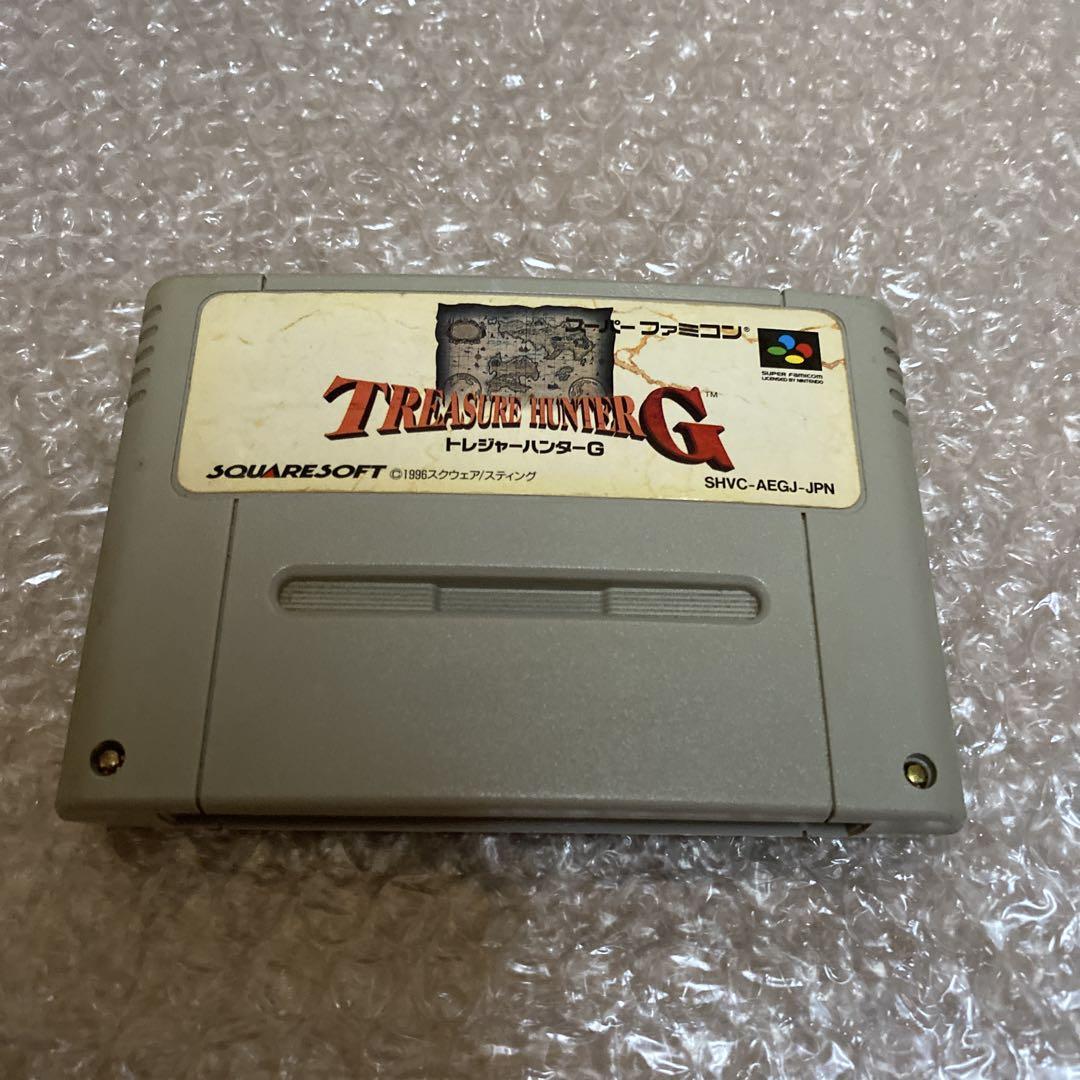 スーパーファミコン®
SUPER FAMICOM
LICENSED BY NINTENDO
TREASURE HUNTER G™
トレジャーハンターG
SQUARESOFT ©1996スクウェア/スティング
SHVC-AEGJ-JPN